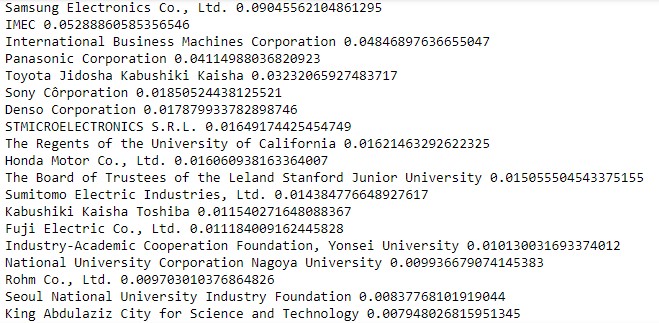 Samsung Electronics Co., Ltd. 0.09045562104861295
IMEC 0.05288860585356546
International Business Machines Corporation 0.04846897636655047
Panasonic Corporation 0.04114988036820923
Toyota Jidosha Kabushiki Kaisha 0.03232065927483717
Sony Côrporation 0.01850524438125521
Denso Corporation 0.017879933782898746
STMICROELECTRONICS S.R.L. 0.01649174425454749
The Regents of the University of California 0.01621463292622325
Honda Motor Co., Ltd. 0.016060938163364007
The Board of Trustees of the Leland Stanford Junior University 0.015055504543375155
Sumitomo Electric Industries, Ltd. 0.014384776648927617
Kabushiki Kaisha Toshiba 0.011540271648088367
Fuji Electric Co., Ltd. 0.011184009162445828
Industry-Academic Cooperation Foundation, Yonsei University 0.010130031693374012
National University Corporation Nagoya University 0.009936679074145383
Rohm Co., Ltd. 0.009703010376864826
Seoul National University Industry Foundation 0.00837768101919044
King Abdulaziz City for Science and Technology 0.007948026815951345